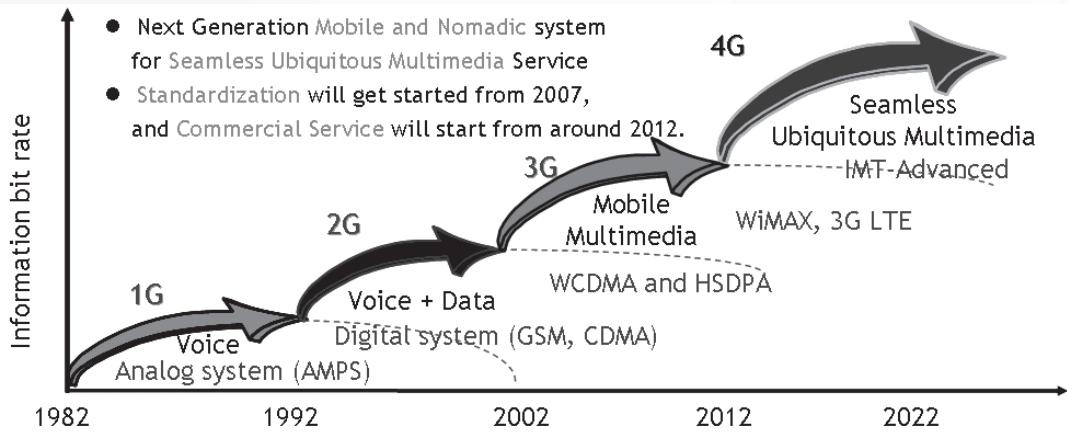 ● Next Generation Mobile and Nomadic system
for Seamless Ubiquitous Multimedia Service
● Standardization will get started from 2007,
and Commercial Service will start from around 2012.
Information bit rate
4G
Seamless
Ubiquitous Multimedia
IMT-Advanced
3G
Mobile
Multimedia
WiMAX, 3G LTE
2G
Voice + Data
WCDMA and HSDPA
1G
Voice
Digital system (GSM, CDMA)
Analog system (AMPS)
1982 1992 2002 2012 2022